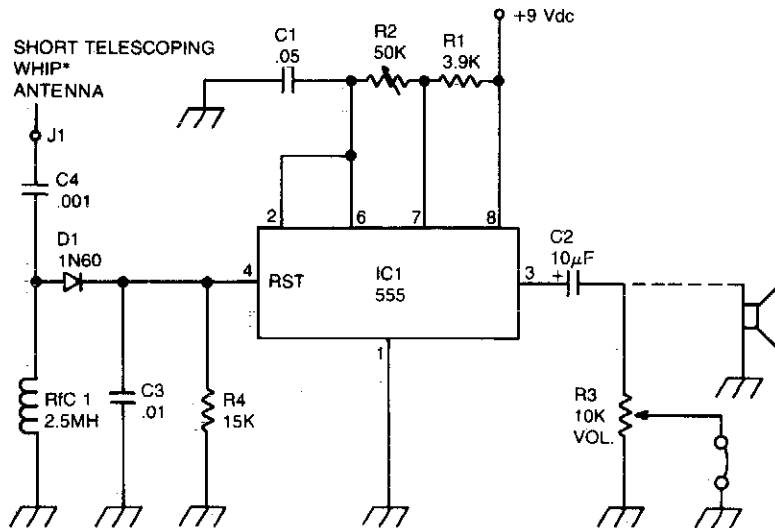 +9 Vdc
SHORT TELESCOPING
WHIP*
ANTENNA
C1
.05
R2
50K
R1
3.9K
J1
C4
.001
2
6
7
8
D1
1N60
C2
10μF
+
4
RST
IC1
555
3
1
RfC 1
2.5MH
C3
.01
R4
15K
R3
10K
VOL.